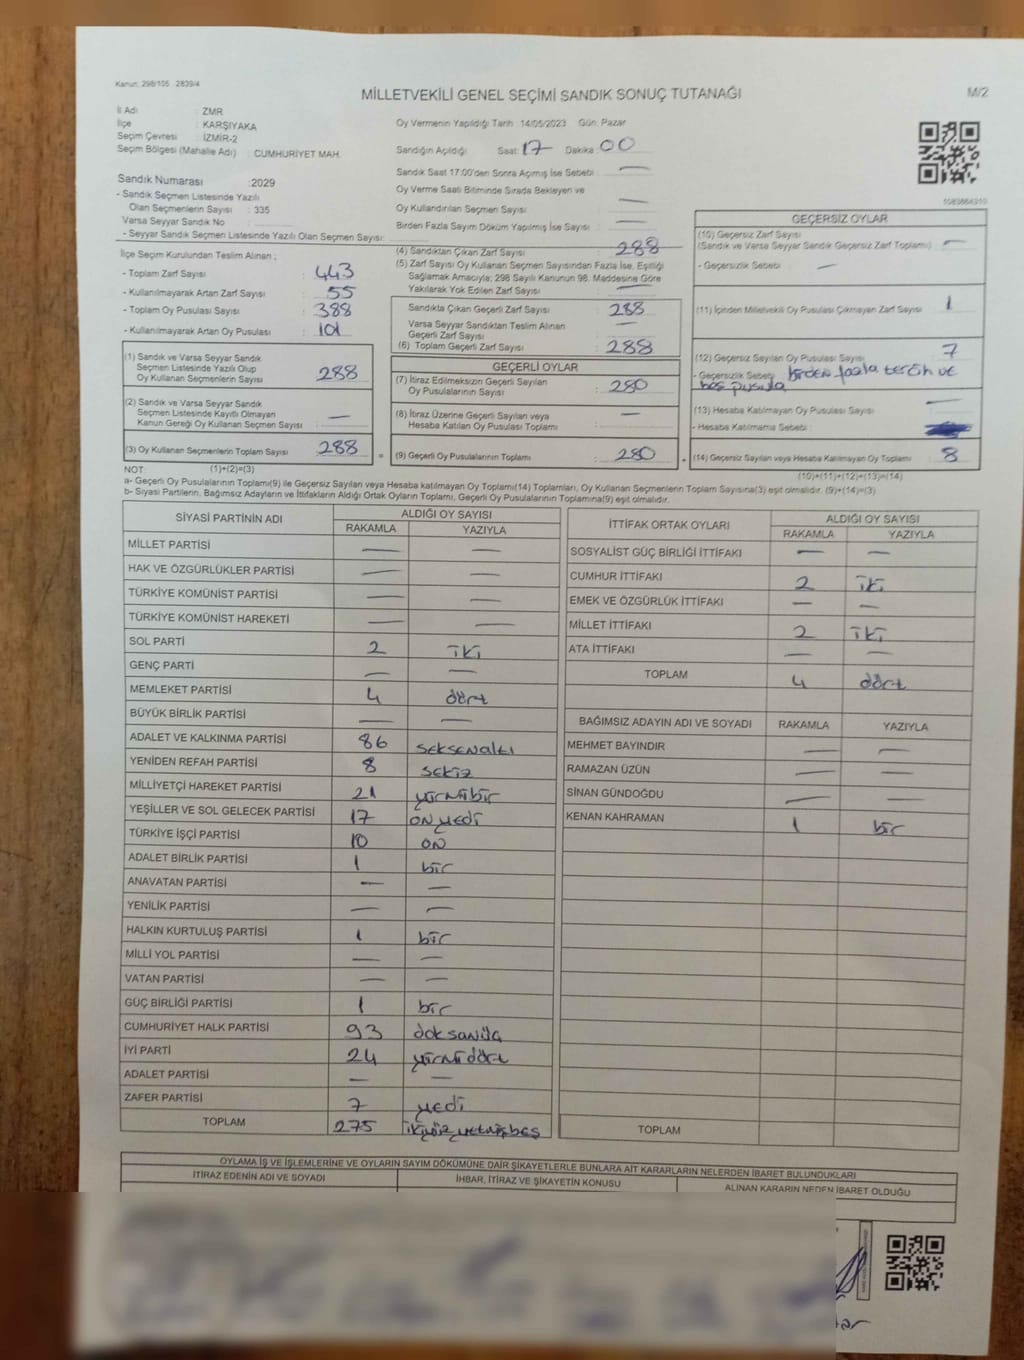 Kanun: 298/105 2839/4
MİLLETVEKİLİ GENEL SEÇİMİ SANDIK SONUÇ TUTANAĞI
M/2
İl Adı : ZMR
İlçe : KARŞIYAKA
Seçim Çevresi : İZMİR-2
Seçim Bölgesi (Mahalle Adı) : CUMHURİYET MAH.
Sandık Numarası :2029
- Sandık Seçmen Listesinde Yazılı
Olan Seçmenlerin Sayısı : 335
Varsa Seyyar Sandık No :
- Seyyar Sandık Seçmen Listesinde Yazılı Olan Seçmen Sayısı:
Oy Vermenin Yapıldığı Tarih: 14/05/2023 Gün: Pazar
Sandığın Açıldığı Saat: 17 Dakika: 00
Sandık Saat 17:00'den Sonra Açımış İse Sebebi : —
Oy Verme Saati Bitiminde Sırada Bekleyen ve
Oy Kullandırılan Seçmen Sayısı : —
Birden Fazla Sayım Döküm Yapılmış İse Sayısı : —
İlçe Seçim Kurulundan Teslim Alınan ;
- Toplam Zarf Sayısı : 443
- Kullanılmayarak Artan Zarf Sayısı : 55
- Toplam Oy Pusulası Sayısı : 388
- Kullanılmayarak Artan Oy Pusulası : 101
(1) Sandık ve Varsa Seyyar Sandık
Seçmen Listesinde Yazılı Olup
Oy Kullanan Seçmenlerin Sayısı : 288
(2) Sandık ve Varsa Seyyar Sandık
Seçmen Listesinde Kayıtlı Olmayan
Kanun Gereği Oy Kullanan Seçmen Sayısı : —
(3) Oy Kullanan Seçmenlerin Toplam Sayısı : 288
(4) Sandıktan Çıkan Zarf Sayısı : 288
(5) Zarf Sayısı Oy Kullanan Seçmen Sayısından Fazla İse, Eşitliği
Sağlamak Amacıyla; 298 Sayılı Kanunun 98. Maddesine Göre
Yakılarak Yok Edilen Zarf Sayısı : —
Sandıkta Çıkan Geçerli Zarf Sayısı : 288
Varsa Seyyar Sandıktan Teslim Alınan
Geçerli Zarf Sayısı : —
(6) Toplam Geçerli Zarf Sayısı : 288
GEÇERLİ OYLAR
(7) İtiraz Edilmeksizin Geçerli Sayılan
Oy Pusulalarının Sayısı : 280
(8) İtiraz Üzerine Geçerli Sayılan veya
Hesaba Katılan Oy Pusulası Toplamı : —
(9) Geçerli Oy Pusulalarının Toplamı : 280
1083864310
GEÇERSİZ OYLAR
(10) Geçersiz Zarf Sayısı
(Sandık ve Varsa Seyyar Sandık Geçersiz Zarf Toplamı) : —
- Geçersizlik Sebebi : —
(11) İçinden Milletvekili Oy Pusulası Çıkmayan Zarf Sayısı : 1
(12) Geçersiz Sayılan Oy Pusulası Sayısı : 7
- Geçersizlik Sebebi : birden fazla tercih ve
boş pusula
(13) Hesaba Katılmayan Oy Pusulası Sayısı : —
- Hesaba Katılmama Sebebi :
(14) Geçersiz Sayılan veya Hesaba Katılmayan Oy Toplamı : 8
NOT: (1)+(2)=(3)
(10)+(11)+(12)+(13)=(14)
a- Geçerli Oy Pusulalarının Toplamı(9) ile Geçersiz Sayılan veya Hesaba katılmayan Oy Toplamı(14) Toplamları, Oy Kullanan Seçmenlerin Toplam Sayısına(3) eşit olmalıdır. (9)+(14)=(3)
b- Siyasi Partilerin, Bağımsız Adayların ve İttifakların Aldığı Ortak Oyların Toplamı, Geçerli Oy Pusulalarının Toplamına(9) eşit olmalıdır.
SİYASİ PARTİNİN ADI
ALDIĞI OY SAYISI
RAKAMLA YAZIYLA
MİLLET PARTİSİ — —
HAK VE ÖZGÜRLÜKLER PARTİSİ — —
TÜRKİYE KOMÜNİST PARTİSİ — —
TÜRKİYE KOMÜNİST HAREKETİ — —
SOL PARTİ 2 iki
GENÇ PARTİ — —
MEMLEKET PARTİSİ 4 dört
BÜYÜK BİRLİK PARTİSİ — —
ADALET VE KALKINMA PARTİSİ 86 seksenaltı
YENİDEN REFAH PARTİSİ 8 sekiz
MİLLİYETÇİ HAREKET PARTİSİ 21 yirmibir
YEŞİLLER VE SOL GELECEK PARTİSİ 17 onyedi
TÜRKİYE İŞÇİ PARTİSİ 10 on
ADALET BİRLİK PARTİSİ 1 bir
ANAVATAN PARTİSİ — —
YENİLİK PARTİSİ — —
HALKIN KURTULUŞ PARTİSİ 1 bir
MİLLİ YOL PARTİSİ — —
VATAN PARTİSİ — —
GÜÇ BİRLİĞİ PARTİSİ 1 bir
CUMHURİYET HALK PARTİSİ 93 doksanüç
İYİ PARTİ 24 yirmidört
ADALET PARTİSİ — —
ZAFER PARTİSİ 7 yedi
TOPLAM 275 ikiyüzyetmişbeş
İTTİFAK ORTAK OYLARI
ALDIĞI OY SAYISI
RAKAMLA YAZIYLA
SOSYALİST GÜÇ BİRLİĞİ İTTİFAKI — —
CUMHUR İTTİFAKI 2 iki
EMEK VE ÖZGÜRLÜK İTTİFAKI — —
MİLLET İTTİFAKI 2 iki
ATA İTTİFAKI — —
TOPLAM 4 dört
BAĞIMSIZ ADAYIN ADI VE SOYADI RAKAMLA YAZIYLA
MEHMET BAYINDIR — —
RAMAZAN ÜZÜN — —
SİNAN GÜNDOĞDU — —
KENAN KAHRAMAN 1 bir
TOPLAM
OYLAMA İŞ VE İŞLEMLERİNE VE OYLARIN SAYIM DÖKÜMÜNE DAİR ŞİKAYETLERLE BUNLARA AİT KARARLARIN NELERDEN İBARET BULUNDUKLARI
İTİRAZ EDENİN ADI VE SOYADI
İHBAR, İTİRAZ VE ŞİKAYETİN KONUSU
ALINAN KARARIN NEDEN İBARET OLDUĞU